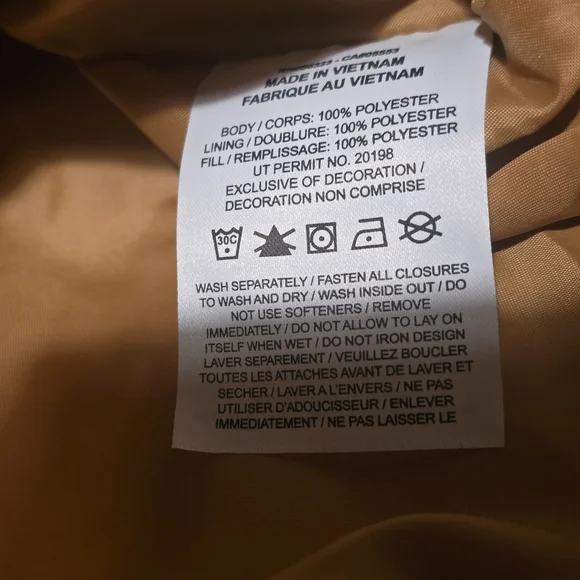 CA805553
MADE IN VIETNAM
FABRIQUE AU VIETNAM
BODY / CORPS: 100% POLYESTER
LINING / DOUBLURE: 100% POLYESTER
FILL / REMPLISSAGE: 100% POLYESTER
UT PERMIT NO. 20198
EXCLUSIVE OF DECORATION /
DECORATION NON COMPRISE
30C
WASH SEPARATELY / FASTEN ALL CLOSURES
TO WASH AND DRY / WASH INSIDE OUT / DO
NOT USE SOFTENERS / REMOVE
IMMEDIATELY / DO NOT ALLOW TO LAY ON
ITSELF WHEN WET / DO NOT IRON DESIGN
LAVER SEPAREMENT / VEUILLEZ BOUCLER
TOUTES LES ATTACHES AVANT DE LAVER ET
SECHER / LAVER A L'ENVERS / NE PAS
UTILISER D'ADOUCISSEUR / ENLEVER
IMMEDIATEMENT / NE PAS LAISSER LE